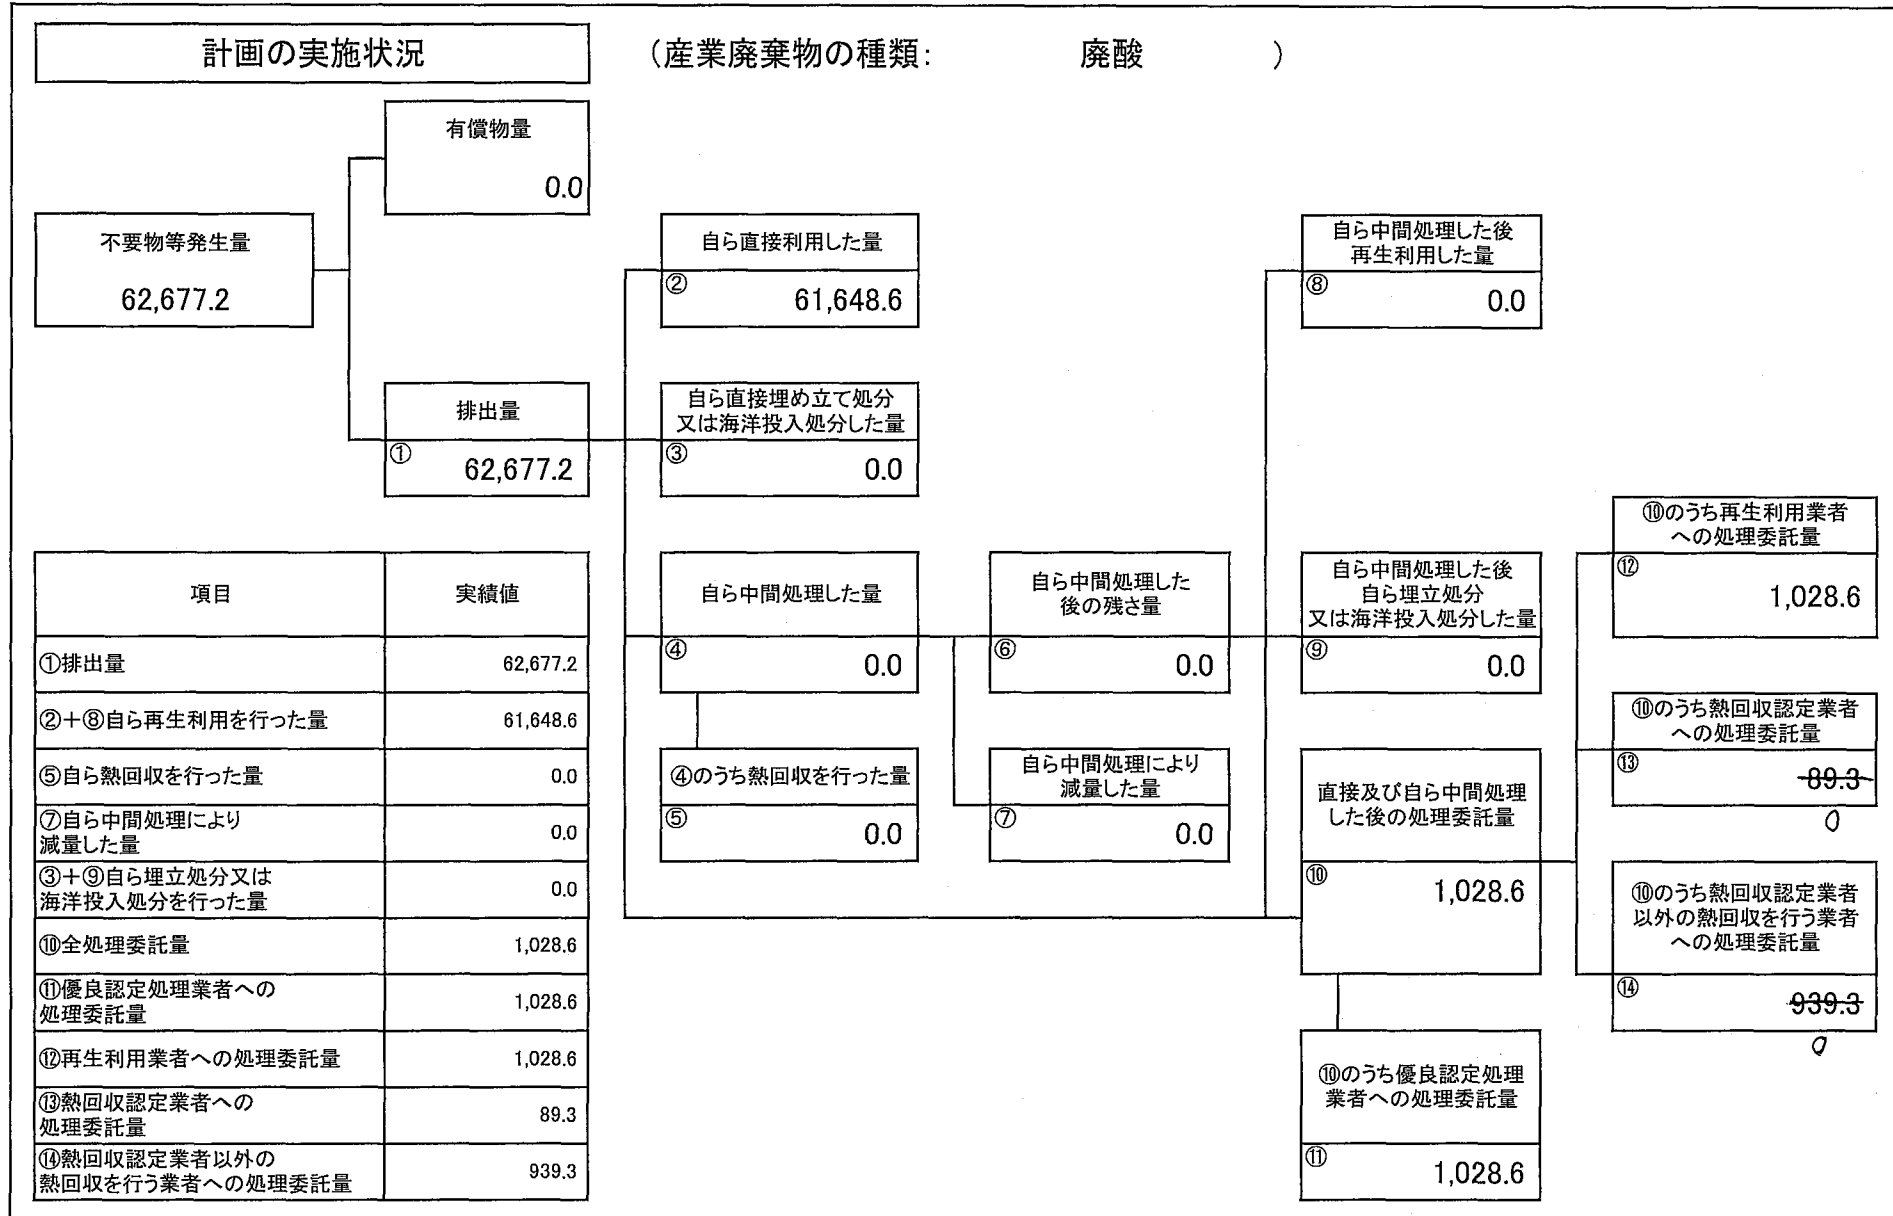 計画の実施状況
（産業廃棄物の種類： 廃酸 ）
有償物量
0.0
不要物等発生量
62,677.2
自ら直接利用した量
② 61,648.6
自ら中間処理した後
再生利用した量
⑧ 0.0
排出量
① 62,677.2
自ら直接埋め立て処分
又は海洋投入処分した量
③ 0.0
⑩のうち再生利用業者
への処理委託量
⑫ 1,028.6
自ら中間処理した量
④ 0.0
自ら中間処理した
後の残さ量
⑥ 0.0
自ら中間処理した後
自ら埋立処分
又は海洋投入処分した量
⑨ 0.0
⑩のうち熱回収認定業者
への処理委託量
⑬ 89.3
0
④のうち熱回収を行った量
⑤ 0.0
自ら中間処理により
減量した量
⑦ 0.0
直接及び自ら中間処理
した後の処理委託量
⑩ 1,028.6
⑩のうち熱回収認定業者
以外の熱回収を行う業者
への処理委託量
⑭ 939.3
0
⑩のうち優良認定処理
業者への処理委託量
⑪ 1,028.6
項目 実績値
①排出量 62,677.2
②＋⑧自ら再生利用を行った量 61,648.6
⑤自ら熱回収を行った量 0.0
⑦自ら中間処理により
減量した量 0.0
③＋⑨自ら埋立処分又は
海洋投入処分を行った量 0.0
⑩全処理委託量 1,028.6
⑪優良認定処理業者への
処理委託量 1,028.6
⑫再生利用業者への処理委託量 1,028.6
⑬熱回収認定業者への
処理委託量 89.3
⑭熱回収認定業者以外の
熱回収を行う業者への処理委託量 939.3